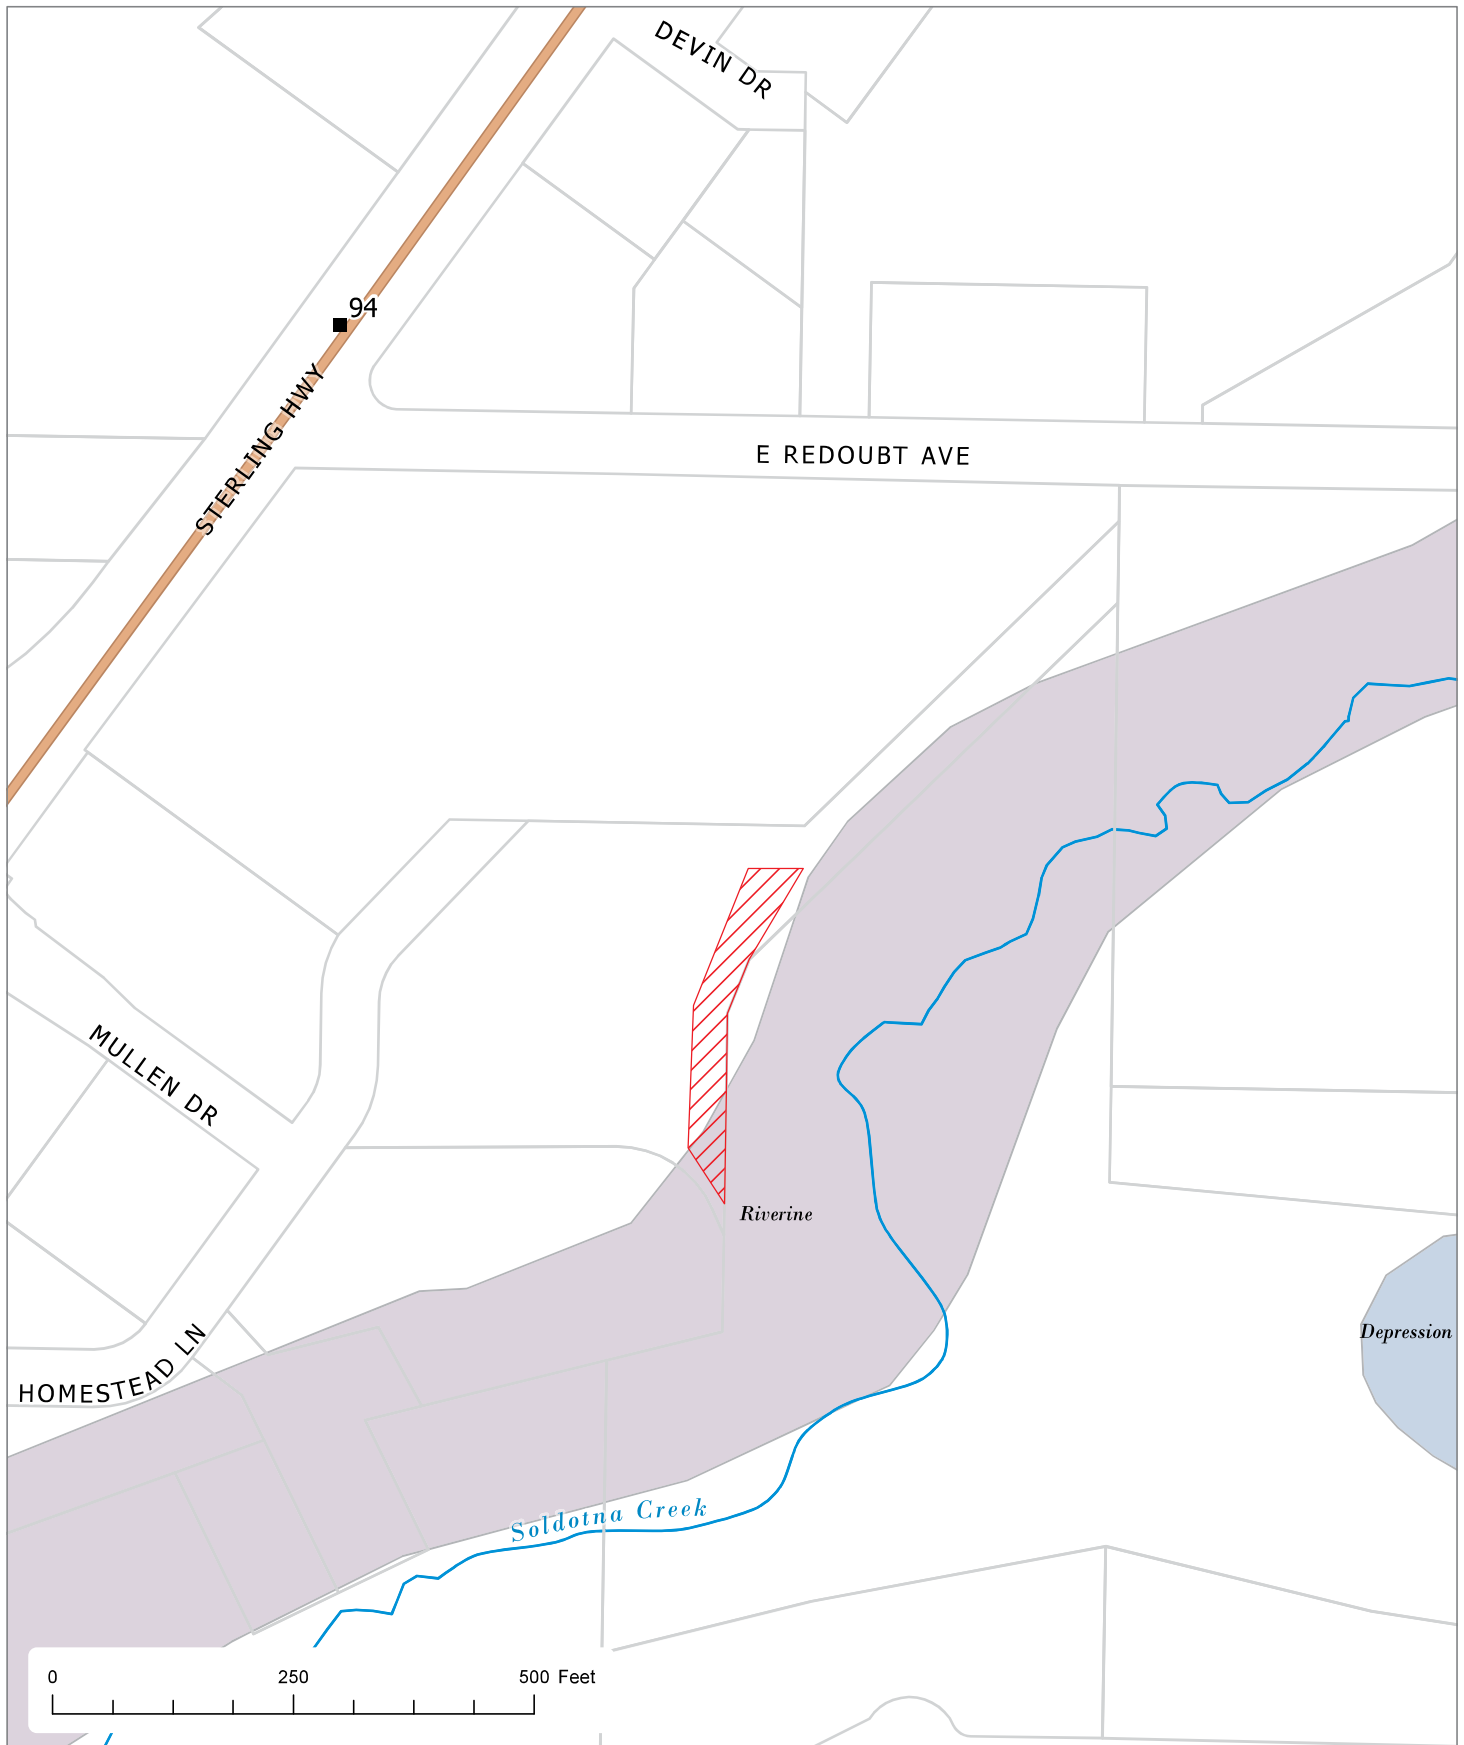 DEVIN DR
94
STERLING HWY
E REDOUBT AVE
MULLEN DR
Riverine
Depression
HOMESTEAD LN
Soldotna Creek
0 250 500 Feet